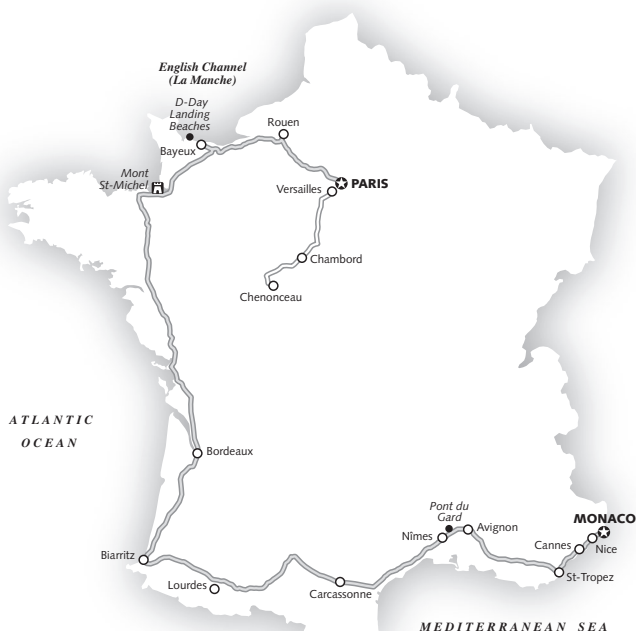 English Channel
(La Manche)
D-Day
Landing
Beaches
Rouen
Bayeux
Mont
St-Michel
Versailles
PARIS
Chambord
Chenonceau
ATLANTIC
OCEAN
Bordeaux
Pont du
Gard
MONACO
Avignon
Nîmes
Cannes
Nice
Biarritz
St-Tropez
Lourdes
Carcassonne
MEDITERRANEAN SEA